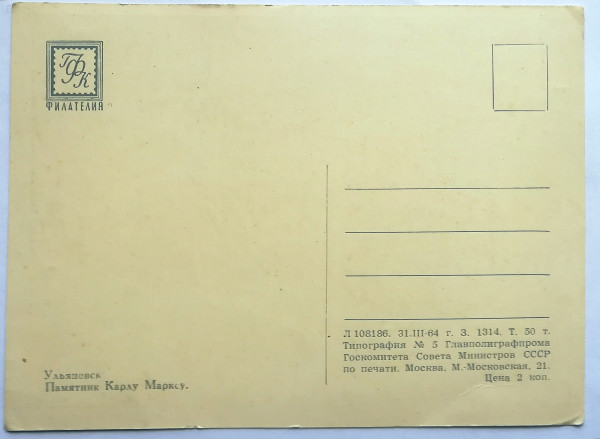 ГФК
ФИЛАТЕЛИЯ
Л 108186. 31.III-64 г. З. 1314. Т. 50 т.
Типография № 5 Главполиграфпрома
Госкомитета Совета Министров СССР
по печати. Москва, М.-Московская, 21.
Цена 2 коп.
Ульяновск
Памятник Карлу Марксу.